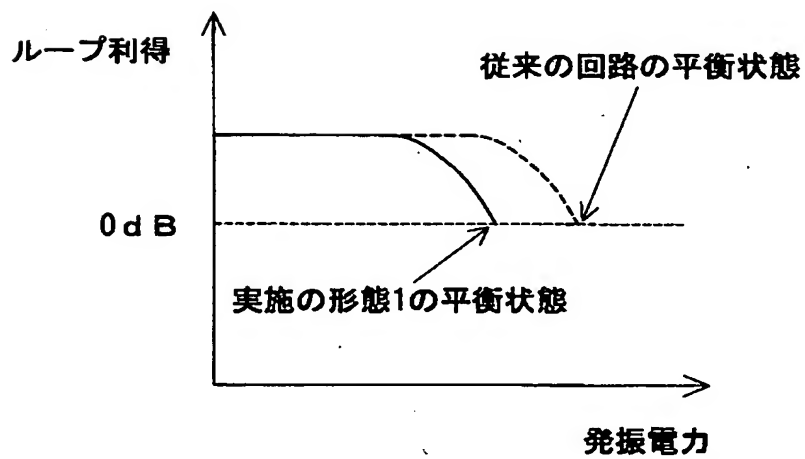 ループ利得
従来の回路の平衡状態
0dB
実施の形態1の平衡状態
発振電力